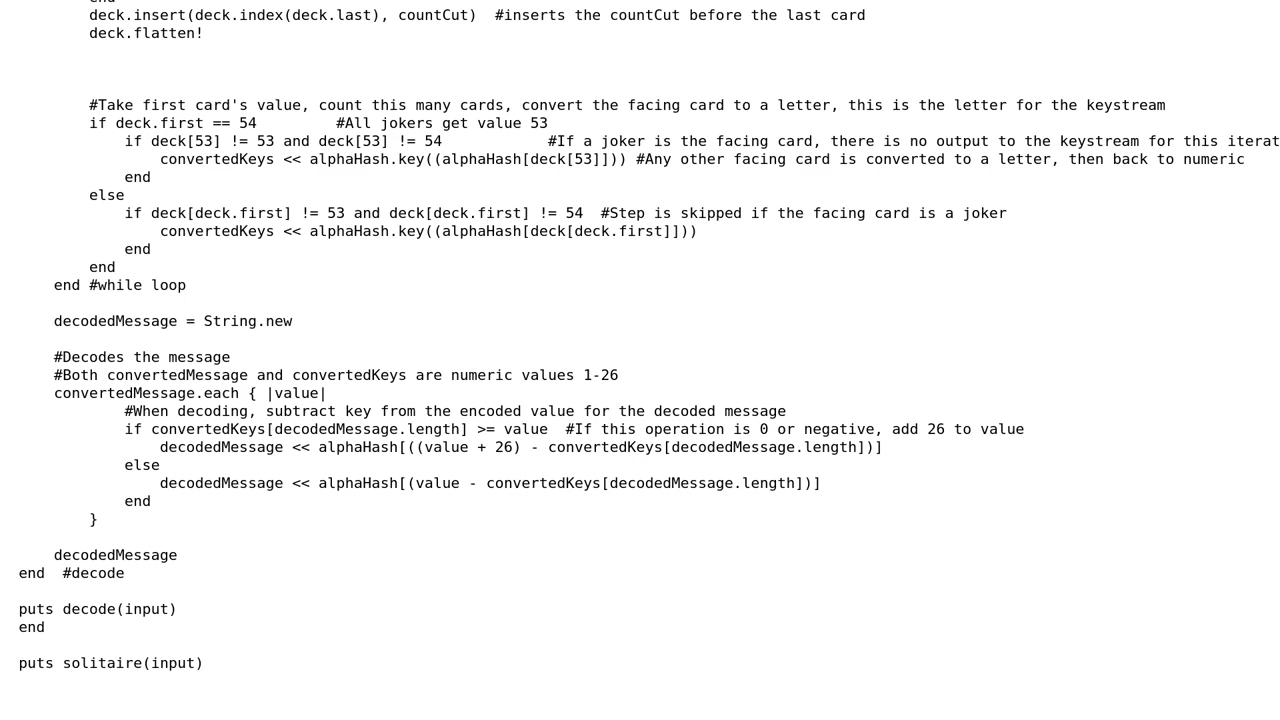 end
deck.insert(deck.index(deck.last), countCut)  #inserts the countCut before the last card
deck.flatten!
#Take first card's value, count this many cards, convert the facing card to a letter, this is the letter for the keystream
if deck.first == 54         #All jokers get value 53
if deck[53] != 53 and deck[53] != 54            #If a joker is the facing card, there is no output to the keystream for this iterat
convertedKeys << alphaHash.key((alphaHash[deck[53]])) #Any other facing card is converted to a letter, then back to numeric
end
else
if deck[deck.first] != 53 and deck[deck.first] != 54  #Step is skipped if the facing card is a joker
convertedKeys << alphaHash.key((alphaHash[deck[deck.first]]))
end
end
end #while loop
decodedMessage = String.new
#Decodes the message
#Both convertedMessage and convertedKeys are numeric values 1-26
convertedMessage.each { |value|
#When decoding, subtract key from the encoded value for the decoded message
if convertedKeys[decodedMessage.length] >= value  #If this operation is 0 or negative, add 26 to value
decodedMessage << alphaHash[((value + 26) - convertedKeys[decodedMessage.length])]
else
decodedMessage << alphaHash[(value - convertedKeys[decodedMessage.length])]
end
}
decodedMessage
end  #decode
puts decode(input)
end
puts solitaire(input)